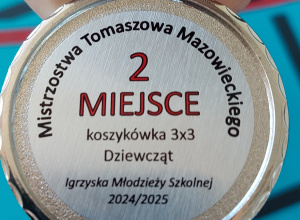 Mistrzostwa Tomaszowa Mazowieckiego
2
MIEJSCE
koszykówka 3x3
Dziewcząt
Igrzyska Młodzieży Szkolnej
2024/2025